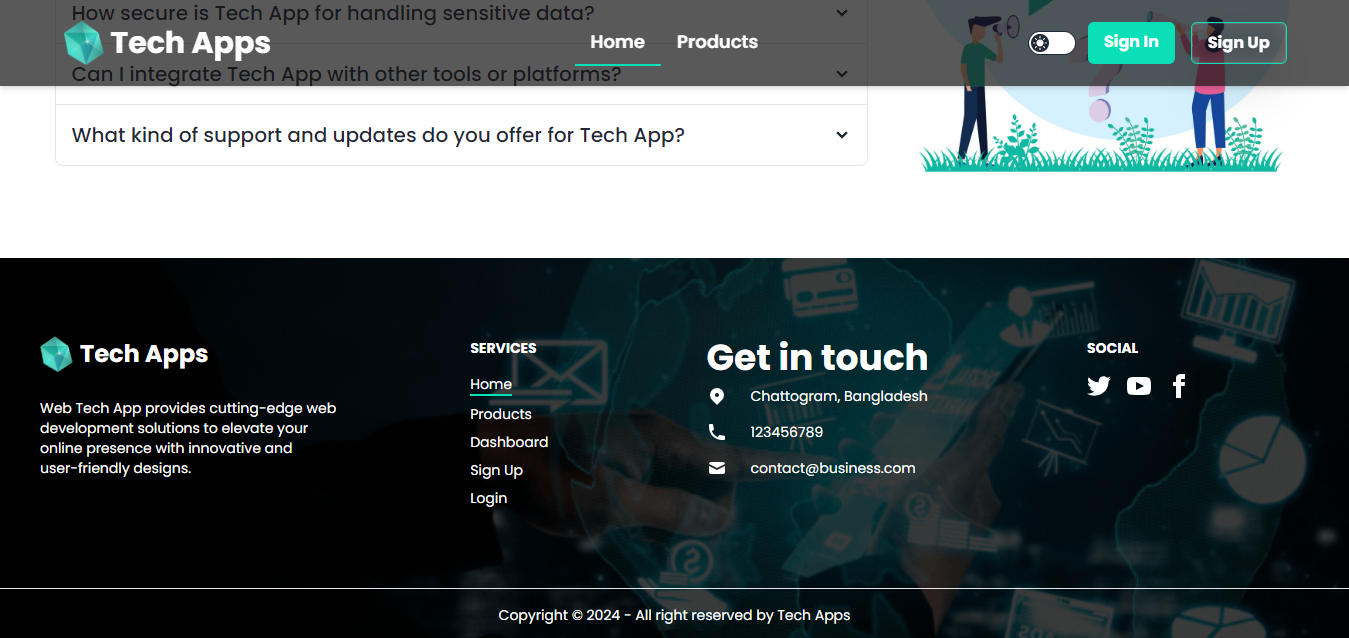 How secure is Tech App for handling sensitive data?
Tech Apps
Home
Products
Sign In
Sign Up
Can I integrate Tech App with other tools or platforms?
What kind of support and updates do you offer for Tech App?
Tech Apps
Web Tech App provides cutting-edge web
development solutions to elevate your
online presence with innovative and
user-friendly designs.
SERVICES
Home
Products
Dashboard
Sign Up
Login
Get in touch
Chattogram, Bangladesh
123456789
contact@business.com
SOCIAL
Copyright © 2024 - All right reserved by Tech Apps